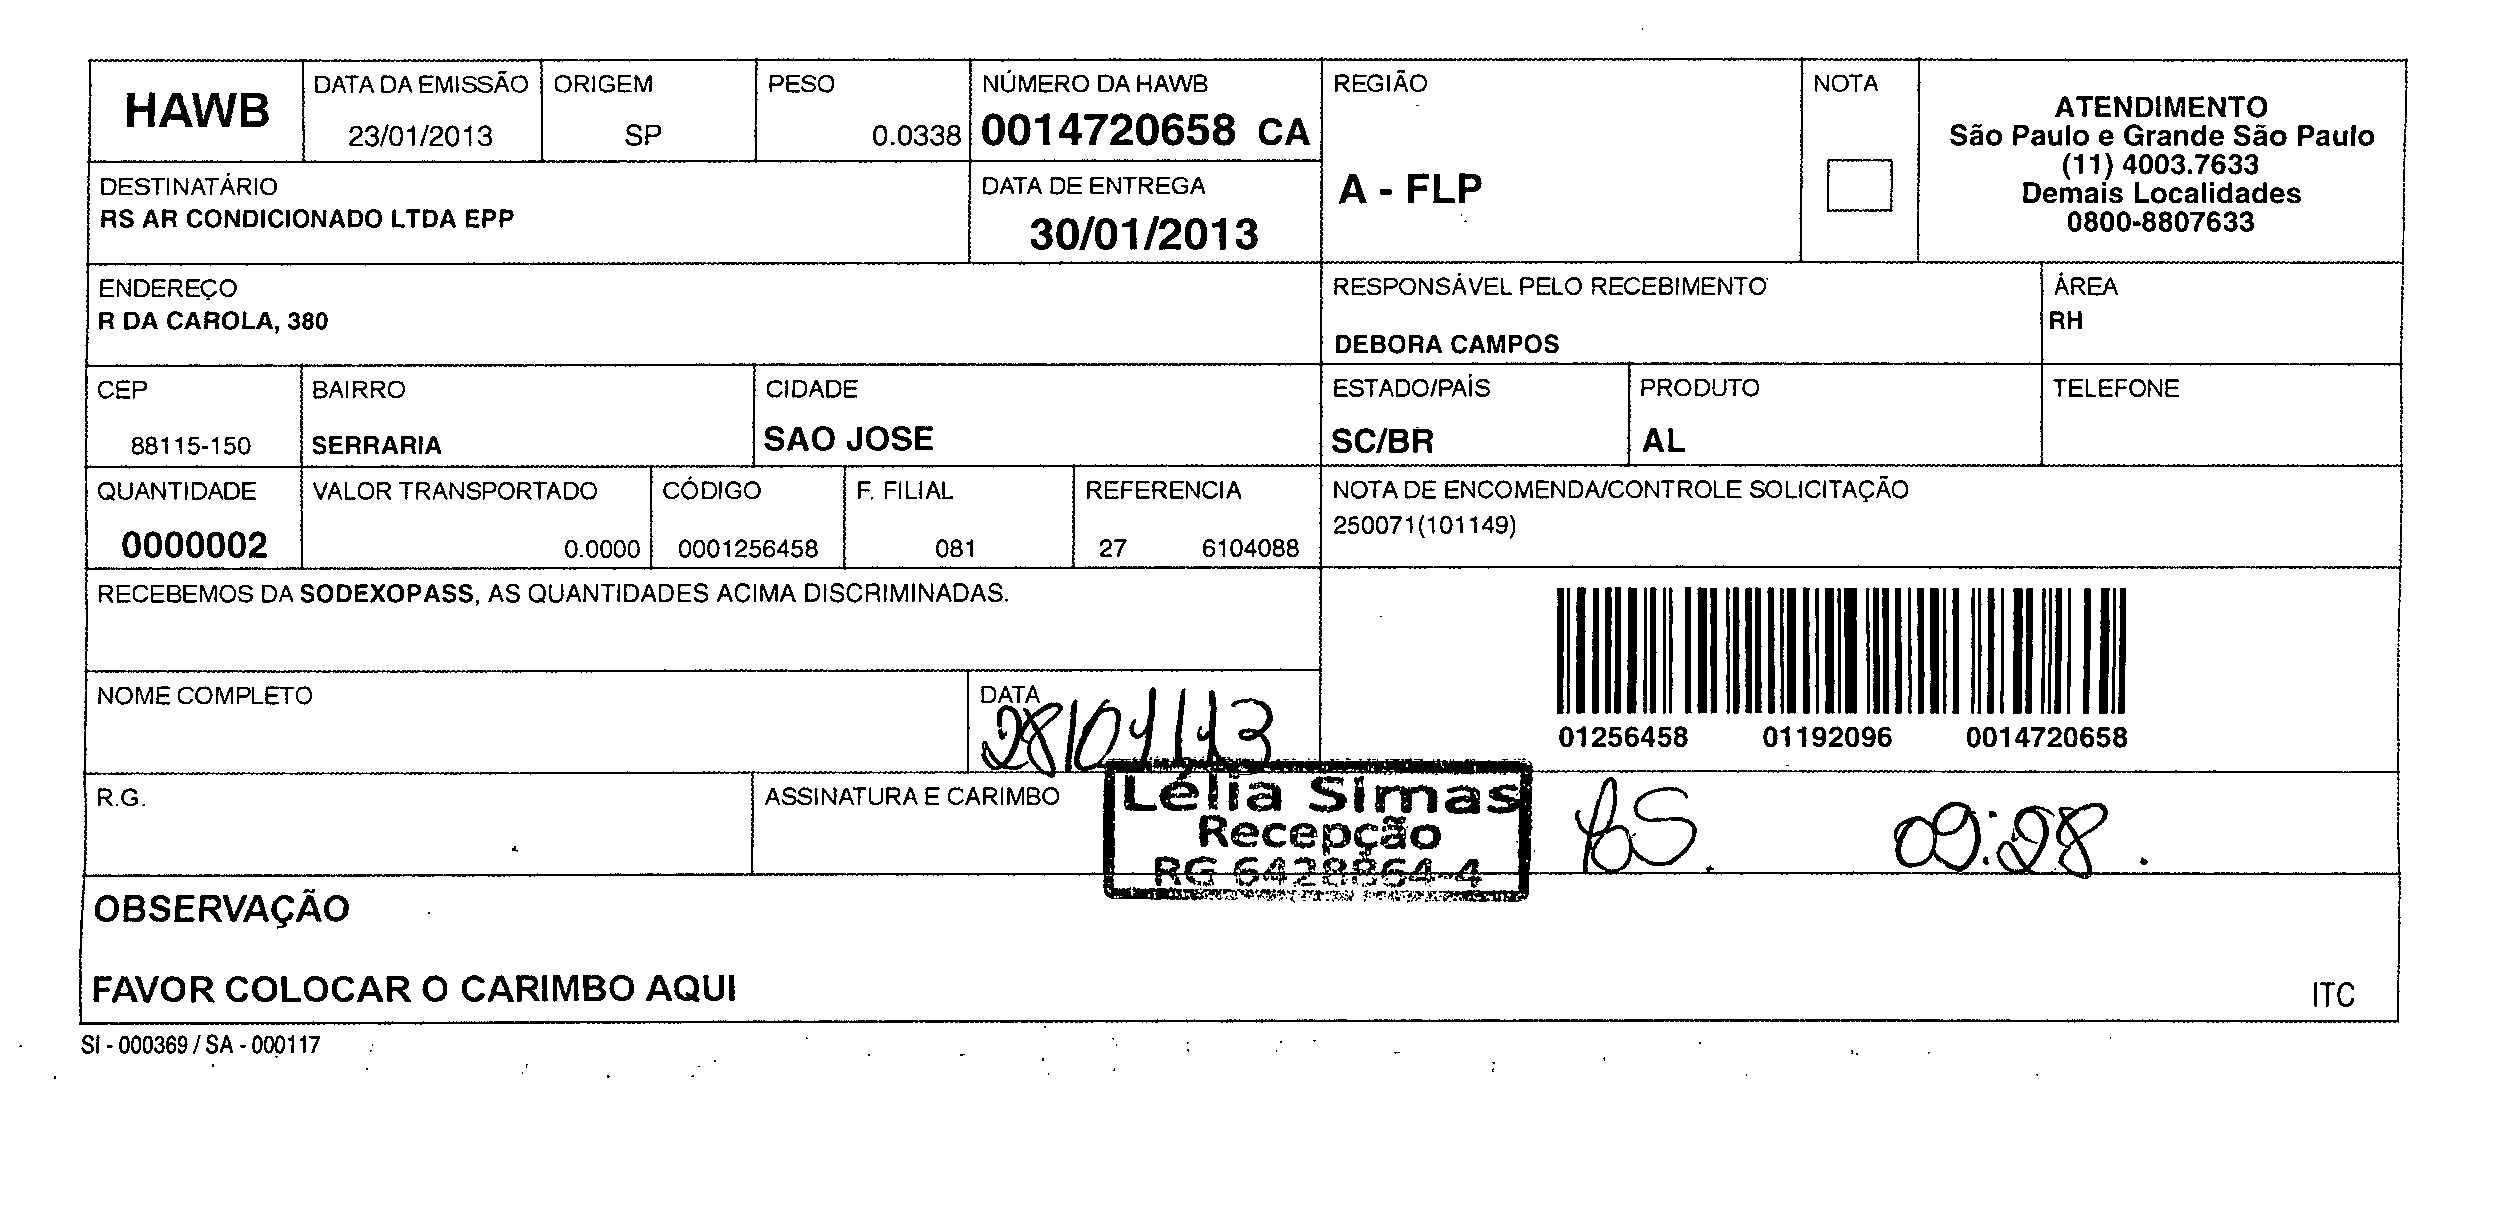 HAWB
DATA DA EMISSÃO
23/01/2013
ORIGEM
SP
PESO
0.0338
NÚMERO DA HAWB
0014720658 CA
REGIÃO
A - FLP
NOTA
ATENDIMENTO
São Paulo e Grande São Paulo
(11) 4003.7633
Demais Localidades
0800-8807633
DESTINATÁRIO
RS AR CONDICIONADO LTDA EPP
DATA DE ENTREGA
30/01/2013
ENDEREÇO
R DA CAROLA, 380
RESPONSÁVEL PELO RECEBIMENTO
DEBORA CAMPOS
ÁREA
RH
CEP
88115-150
BAIRRO
SERRARIA
CIDADE
SAO JOSE
ESTADO/PAÍS
SC/BR
PRODUTO
AL
TELEFONE
QUANTIDADE
0000002
VALOR TRANSPORTADO
0.0000
CÓDIGO
0001256458
F. FILIAL
081
REFERENCIA
27 6104088
NOTA DE ENCOMENDA/CONTROLE SOLICITAÇÃO
250071(101149)
RECEBEMOS DA SODEXOPASS, AS QUANTIDADES ACIMA DISCRIMINADAS.
01256458 01192096 0014720658
NOME COMPLETO
DATA
28/01/13
R.G.
ASSINATURA E CARIMBO
Lélia Simas
Recepção
RG 6428864-4
09:28
OBSERVAÇÃO
FAVOR COLOCAR O CARIMBO AQUI
ITC
SI - 000369 / SA - 000117